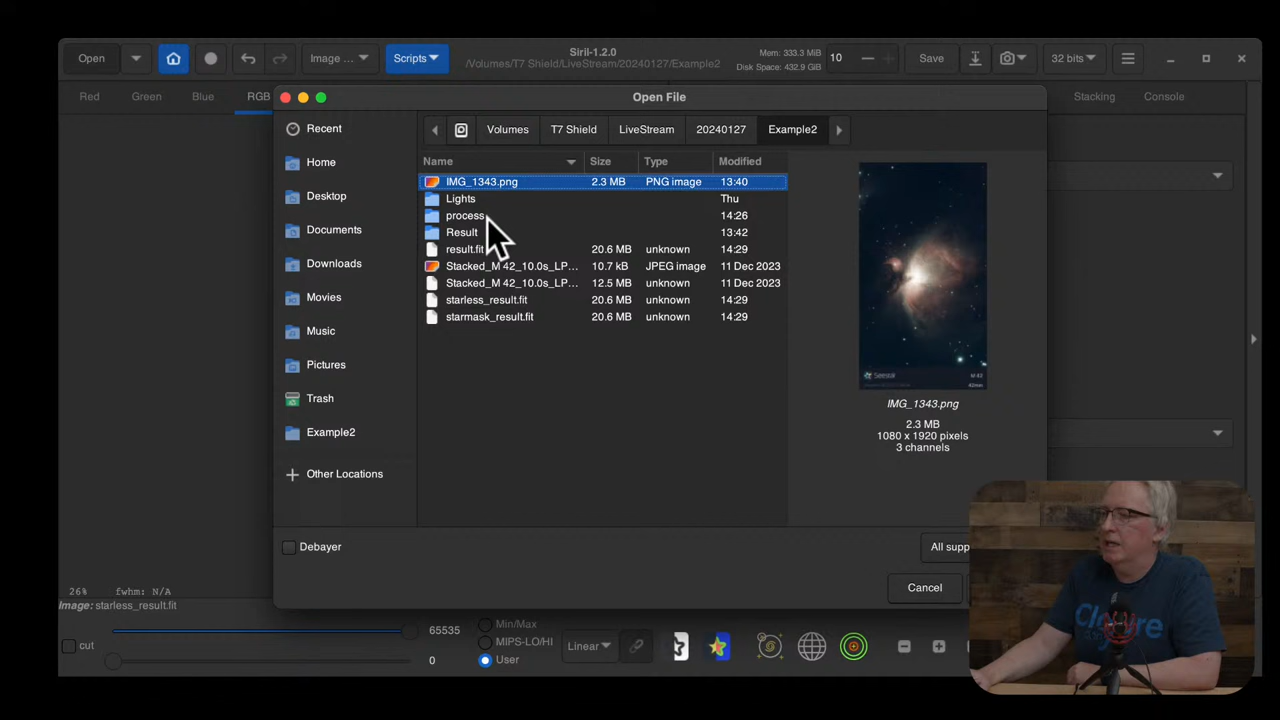 Open
Image ...
Scripts
Siril-1.2.0
/Volumes/T7 Shield/LiveStream/20240127/Example2
Mem: 333.3 MiB
Disk Space: 432.9 GiB
10
Save
32 bits
Red
Green
Blue
RGB
Stacking
Console
Open File
Recent
Home
Desktop
Documents
Downloads
Movies
Music
Pictures
Trash
Example2
Other Locations
Volumes
T7 Shield
LiveStream
20240127
Example2
Name Size Type Modified
IMG_1343.png 2.3 MB PNG image 13:40
Lights Thu
process 14:26
Result 13:42
result.fit 20.6 MB unknown 14:29
Stacked_M 42_10.0s_LP... 10.7 kB JPEG image 11 Dec 2023
Stacked_M 42_10.0s_LP... 12.5 MB unknown 11 Dec 2023
starless_result.fit 20.6 MB unknown 14:29
starmask_result.fit 20.6 MB unknown 14:29
Seestar
M 42
IMG_1343.png
2.3 MB
1080 x 1920 pixels
3 channels
Debayer
All supp
Cancel
26% fwhm: N/A
Image: starless_result.fit
cut
65535
0
Min/Max
MIPS-LO/HI
User
Linear